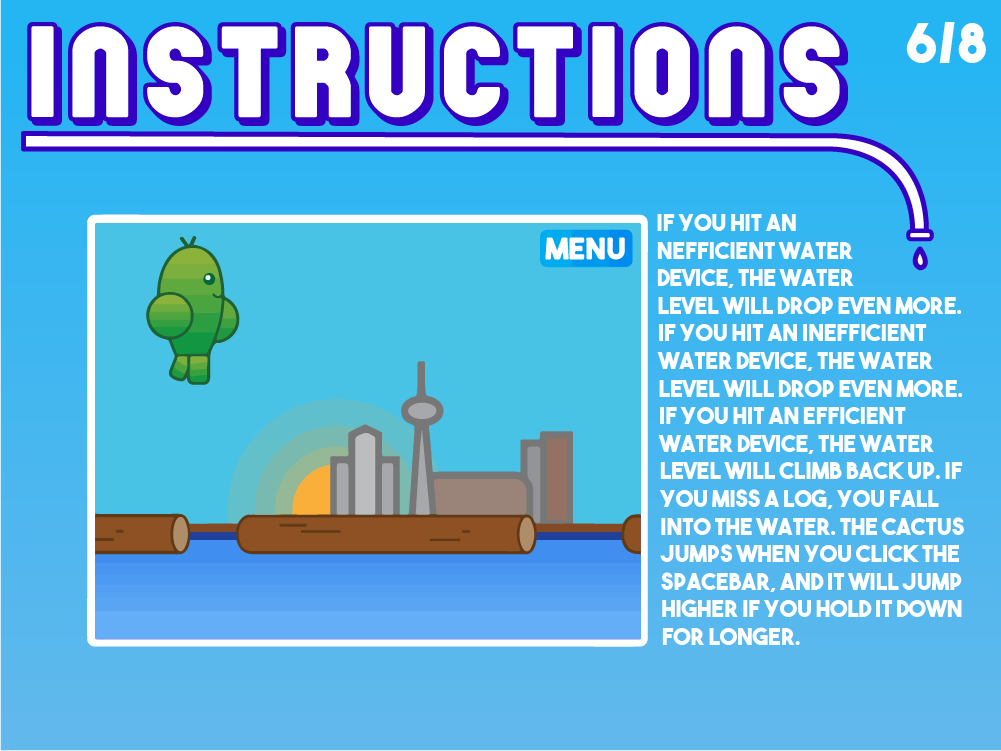 INSTRUCTIONS
6/8
MENU
IF YOU HIT AN
NEFFICIENT WATER
DEVICE, THE WATER
LEVEL WILL DROP EVEN MORE.
IF YOU HIT AN INEFFICIENT
WATER DEVICE, THE WATER
LEVEL WILL DROP EVEN MORE.
IF YOU HIT AN EFFICIENT
WATER DEVICE, THE WATER
LEVEL WILL CLIMB BACK UP. IF
YOU MISS A LOG, YOU FALL
INTO THE WATER. THE CACTUS
JUMPS WHEN YOU CLICK THE
SPACEBAR, AND IT WILL JUMP
HIGHER IF YOU HOLD IT DOWN
FOR LONGER.